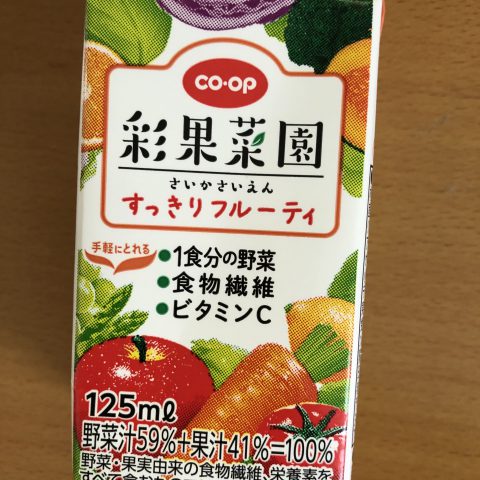 CO·OP
彩果菜園
さいかさいえん
すっきりフルーティ
手軽にとれる
●1食分の野菜
●食物繊維
●ビタミンC
125ml
野菜汁59%+果汁41%=100%
野菜・果実由来の食物繊維、栄養素を